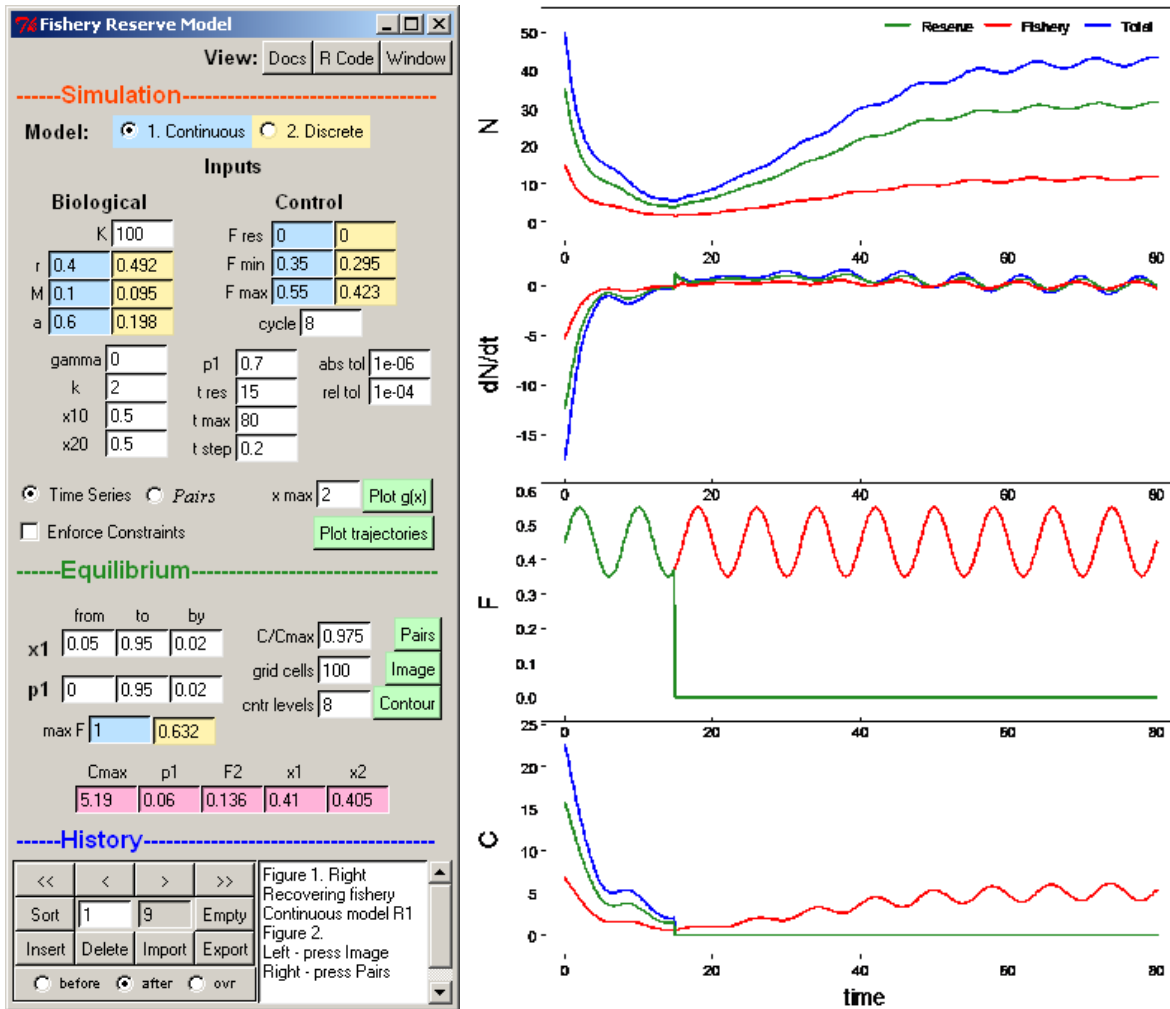 Fishery Reserve Model
View: Docs R Code Window
------Simulation------------------------------------
Model: 1. Continuous 2. Discrete
Inputs
Biological Control
K 100
F res 0 0
r 0.4 0.492
F min 0.35 0.295
M 0.1 0.095
F max 0.55 0.423
a 0.6 0.198
cycle 8
gamma 0
p1 0.7 abs tol 1e-06
k 2
t res 15 rel tol 1e-04
x10 0.5
t max 80
x20 0.5
t step 0.2
Time Series Pairs x max 2 Plot g(x)
Enforce Constraints Plot trajectories
------Equilibrium-----------------------------------
from to by
x1 0.05 0.95 0.02
C/Cmax 0.975 Pairs
grid cells 100 Image
p1 0 0.95 0.02
cntr levels 8 Contour
max F 1 0.632
Cmax p1 F2 x1 x2
5.19 0.06 0.136 0.41 0.405
------History----------------------------------------
<< < > >>
Sort 1 9 Empty
Insert Delete Import Export
before after ovr
Figure 1. Right
Recovering fishery
Continuous model R1
Figure 2.
Left - press Image
Right - press Pairs
Reserve Fishery Total
N
50
40
30
20
10
0
0 20 40 60 80
dN/dt
0
-5
-10
-15
0 20 40 60 80
F
0.6
0.5
0.4
0.3
0.2
0.1
0.0
0 20 40 60 80
C
25
20
15
10
5
0
0 20 40 60 80
time